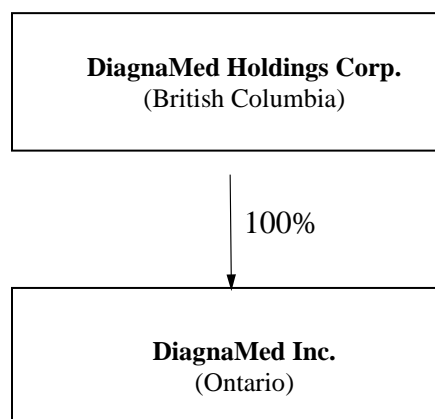 DiagnaMed Holdings Corp.
(British Columbia)
100%
DiagnaMed Inc.
(Ontario)